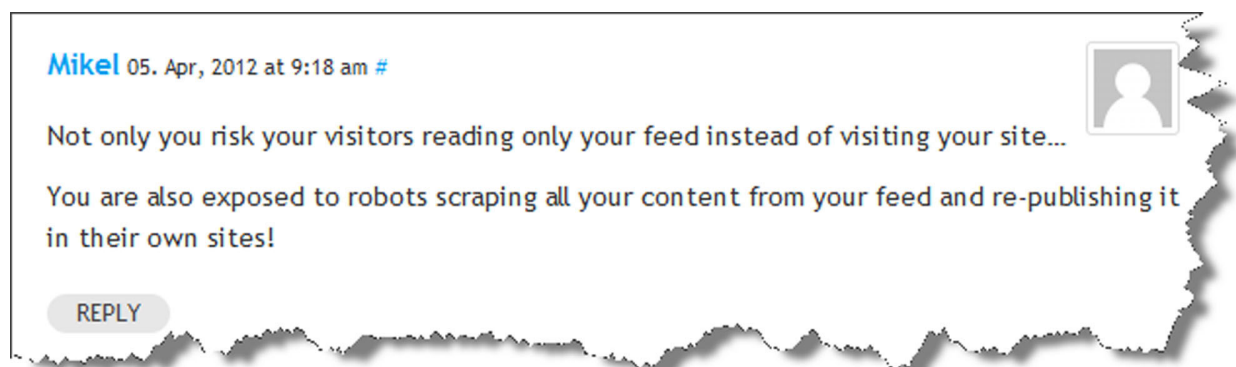 Mikel 05. Apr, 2012 at 9:18 am #
Not only you risk your visitors reading only your feed instead of visiting your site...
You are also exposed to robots scraping all your content from your feed and re-publishing it
in their own sites!
REPLY